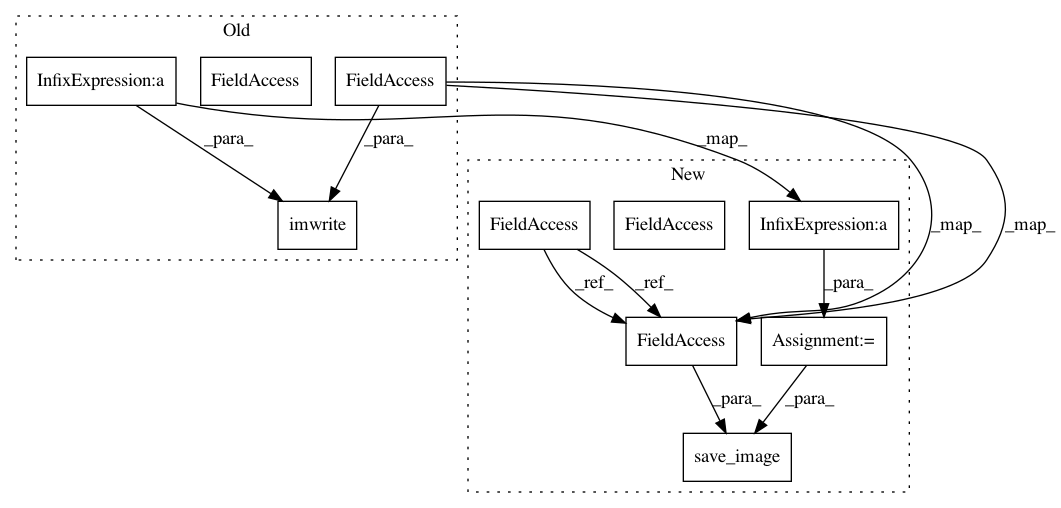 Old
InfixExpression:a
FieldAccess
FieldAccess
_para_
_para_
_map_
imwrite
New
FieldAccess
FieldAccess
InfixExpression:a
_map_
_map_
_ref_
_ref_
_para_
FieldAccess
Assignment:=
_para_
_para_
save_image